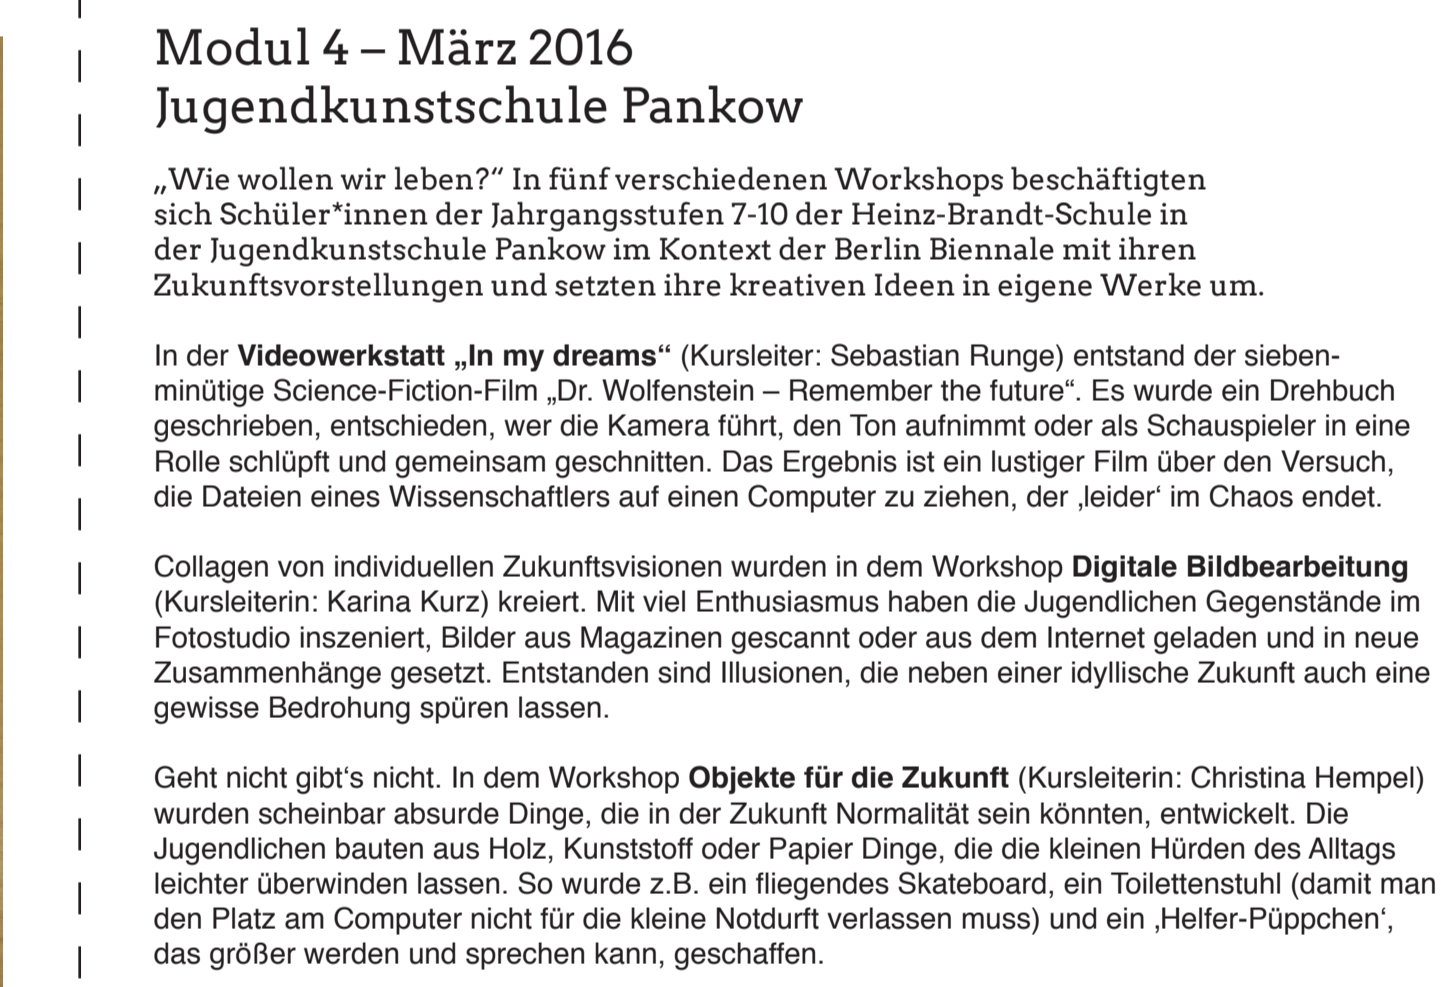 Modul 4 – März 2016
Jugendkunstschule Pankow
„Wie wollen wir leben?“ In fünf verschiedenen Workshops beschäftigten
sich Schüler*innen der Jahrgangsstufen 7-10 der Heinz-Brandt-Schule in
der Jugendkunstschule Pankow im Kontext der Berlin Biennale mit ihren
Zukunftsvorstellungen und setzten ihre kreativen Ideen in eigene Werke um.
In der Videowerkstatt „In my dreams“ (Kursleiter: Sebastian Runge) entstand der sieben-
minütige Science-Fiction-Film „Dr. Wolfenstein – Remember the future“. Es wurde ein Drehbuch
geschrieben, entschieden, wer die Kamera führt, den Ton aufnimmt oder als Schauspieler in eine
Rolle schlüpft und gemeinsam geschnitten. Das Ergebnis ist ein lustiger Film über den Versuch,
die Dateien eines Wissenschaftlers auf einen Computer zu ziehen, der ‚leider‘ im Chaos endet.
Collagen von individuellen Zukunftsvisionen wurden in dem Workshop Digitale Bildbearbeitung
(Kursleiterin: Karina Kurz) kreiert. Mit viel Enthusiasmus haben die Jugendlichen Gegenstände im
Fotostudio inszeniert, Bilder aus Magazinen gescannt oder aus dem Internet geladen und in neue
Zusammenhänge gesetzt. Entstanden sind Illusionen, die neben einer idyllische Zukunft auch eine
gewisse Bedrohung spüren lassen.
Geht nicht gibt‘s nicht. In dem Workshop Objekte für die Zukunft (Kursleiterin: Christina Hempel)
wurden scheinbar absurde Dinge, die in der Zukunft Normalität sein könnten, entwickelt. Die
Jugendlichen bauten aus Holz, Kunststoff oder Papier Dinge, die die kleinen Hürden des Alltags
leichter überwinden lassen. So wurde z.B. ein fliegendes Skateboard, ein Toilettenstuhl (damit man
den Platz am Computer nicht für die kleine Notdurft verlassen muss) und ein ‚Helfer-Püppchen‘,
das größer werden und sprechen kann, geschaffen.